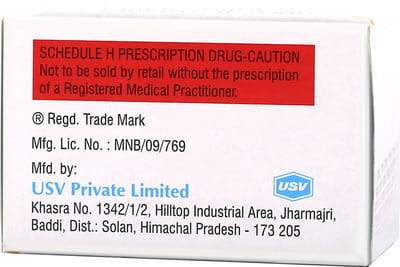 SCHEDULE H PRESCRIPTION DRUG-CAUTION
Not to be sold by retail without the prescription
of a Registered Medical Practitioner.
® Regd. Trade Mark
Mfg. Lic. No. : MNB/09/769
Mfd. by:
USV Private Limited
USV
Khasra No. 1342/1/2, Hilltop Industrial Area, Jharmajri,
Baddi, Dist.: Solan, Himachal Pradesh - 173 205